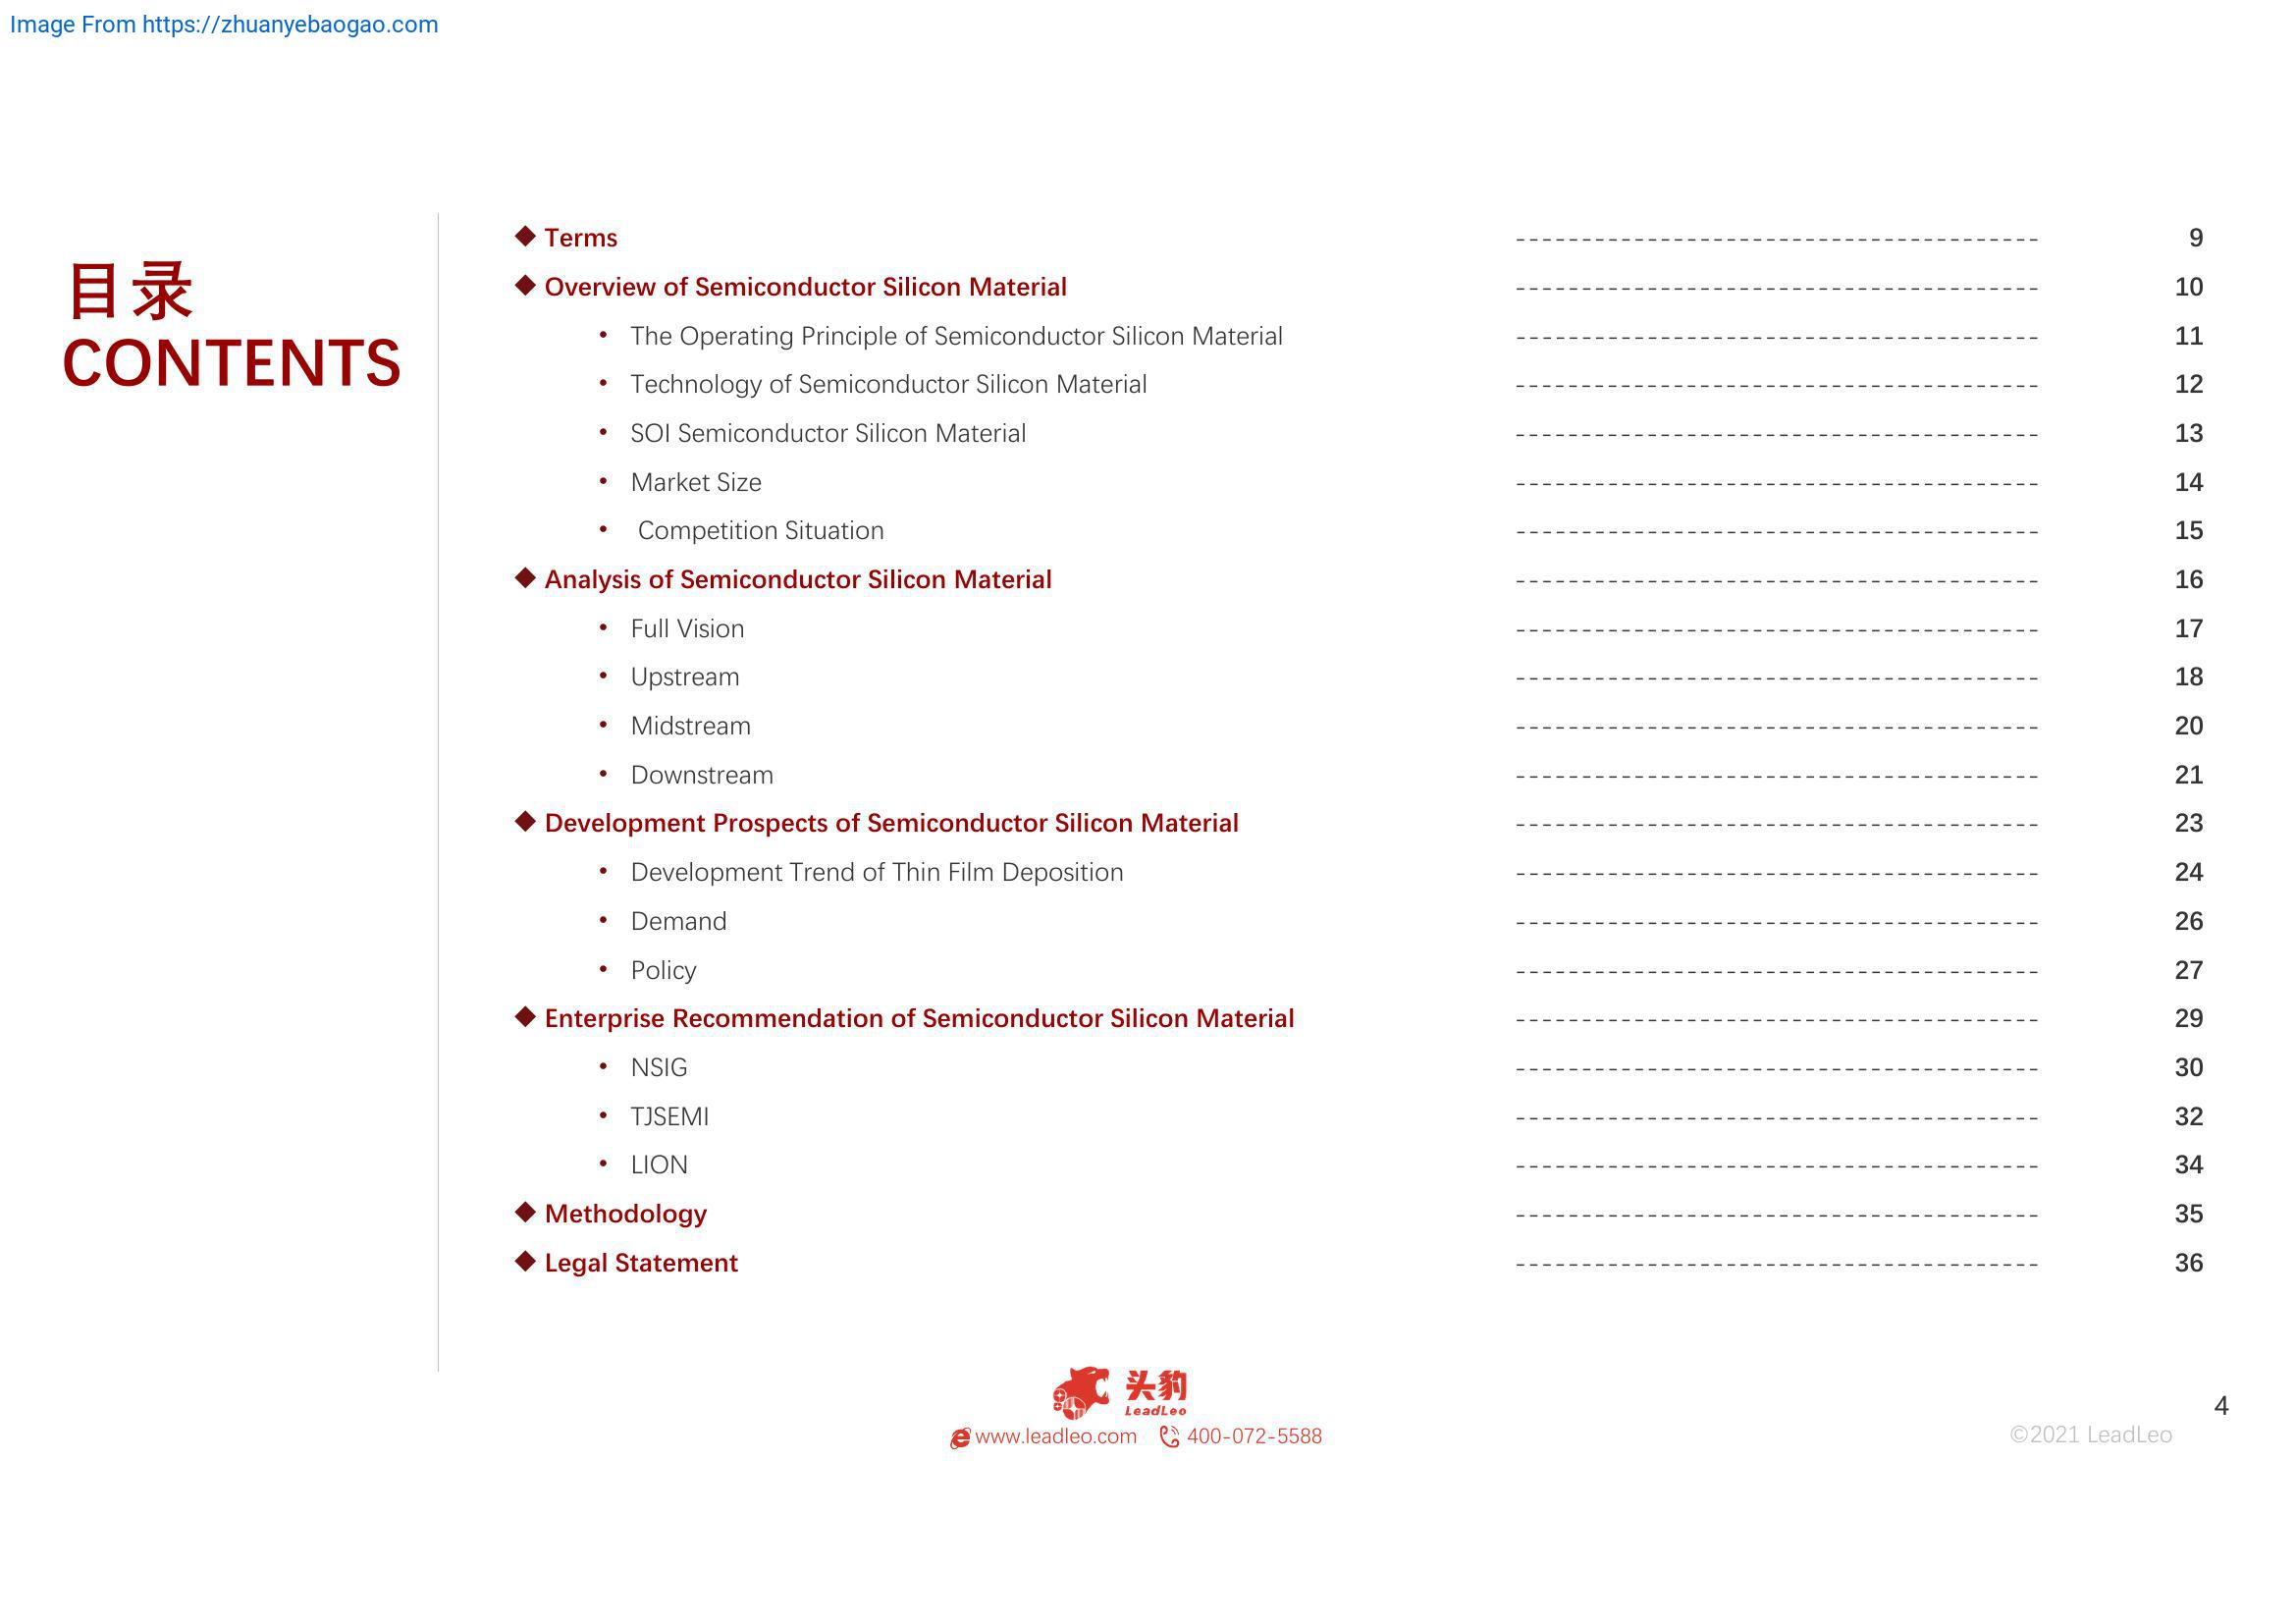 Image From https://zhuanyebaogao.com
目录
CONTENTS
◆ Terms ---------------------------------------- 9
◆ Overview of Semiconductor Silicon Material ---------------------------------------- 10
• The Operating Principle of Semiconductor Silicon Material ---------------------------------------- 11
• Technology of Semiconductor Silicon Material ---------------------------------------- 12
• SOI Semiconductor Silicon Material ---------------------------------------- 13
• Market Size ---------------------------------------- 14
• Competition Situation ---------------------------------------- 15
◆ Analysis of Semiconductor Silicon Material ---------------------------------------- 16
• Full Vision ---------------------------------------- 17
• Upstream ---------------------------------------- 18
• Midstream ---------------------------------------- 20
• Downstream ---------------------------------------- 21
◆ Development Prospects of Semiconductor Silicon Material ---------------------------------------- 23
• Development Trend of Thin Film Deposition ---------------------------------------- 24
• Demand ---------------------------------------- 26
• Policy ---------------------------------------- 27
◆ Enterprise Recommendation of Semiconductor Silicon Material ---------------------------------------- 29
• NSIG ---------------------------------------- 30
• TJSEMI ---------------------------------------- 32
• LION ---------------------------------------- 34
◆ Methodology ---------------------------------------- 35
◆ Legal Statement ---------------------------------------- 36
头豹
LeadLeo
www.leadleo.com 400-072-5588
4
©2021 LeadLeo